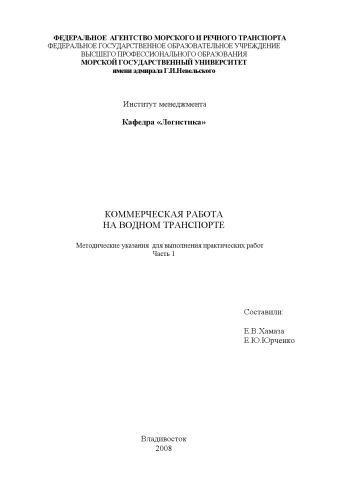 ФЕДЕРАЛЬНОЕ АГЕНТСТВО МОРСКОГО И РЕЧНОГО ТРАНСПОРТА
ФЕДЕРАЛЬНОЕ ГОСУДАРСТВЕННОЕ ОБРАЗОВАТЕЛЬНОЕ УЧРЕЖДЕНИЕ
ВЫСШЕГО ПРОФЕССИОНАЛЬНОГО ОБРАЗОВАНИЯ
МОРСКОЙ ГОСУДАРСТВЕННЫЙ УНИВЕРСИТЕТ
имени адмирала Г.И.Невельского
Институт менеджмента
Кафедра «Логистика»
КОММЕРЧЕСКАЯ РАБОТА
НА ВОДНОМ ТРАНСПОРТЕ
Методические указания для выполнения практических работ
Часть 1
Составили:
Е.В.Хамаза
Е.Ю.Юрченко
Владивосток
2008